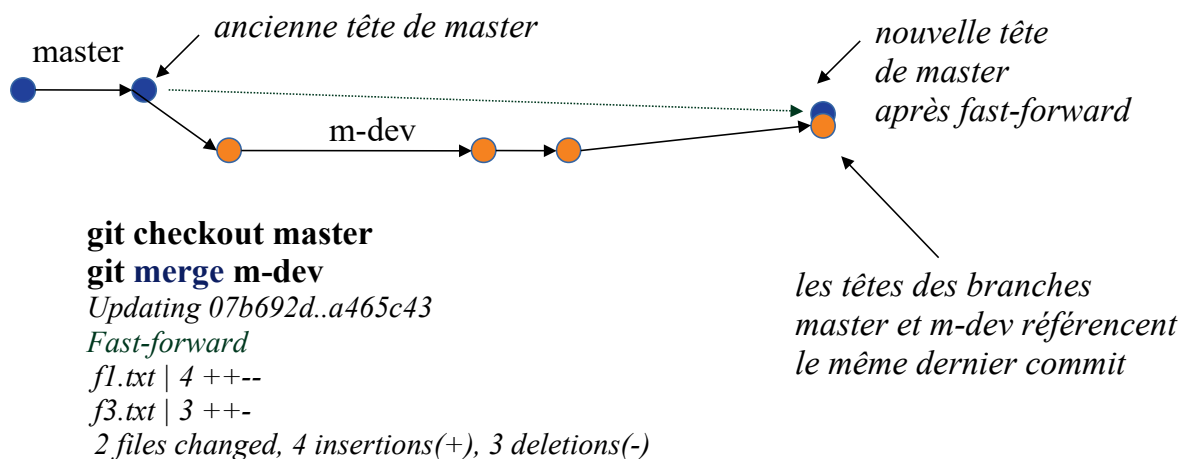 ancienne tête de master
master
nouvelle tête
de master
après fast-forward
m-dev
git checkout master
git merge m-dev
Updating 07b692d..a465c43
Fast-forward
f1.txt | 4 ++--
f3.txt | 3 ++-
2 files changed, 4 insertions(+), 3 deletions(-)
les têtes des branches
master et m-dev référencent
le même dernier commit